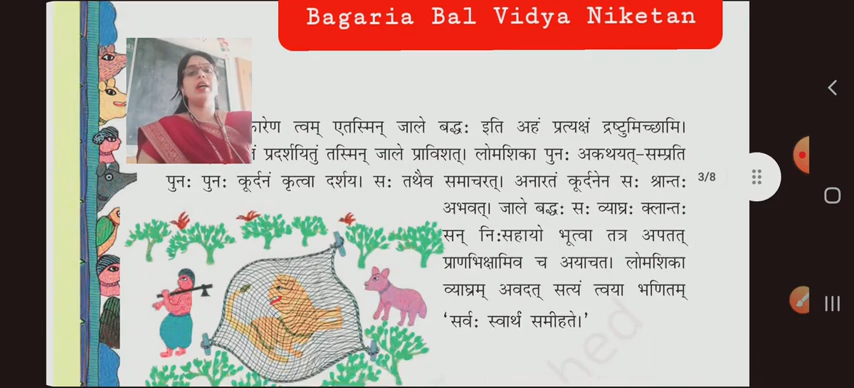 Bagaria Bal Vidya Niketan
त्वम् एतस्मिन् जाले बद्ध: इति अहं प्रत्यक्षं द्रष्टुमिच्छामि।
प्रदर्शयितुं तस्मिन् जाले प्राविशत्। लोमशिका पुन: अकथयत्-सम्प्रति
पुन: पुन: कूर्दनं कृत्वा दर्शय। स: तथैव समाचरत्। अनारतं कूर्दनेन स: श्रान्त:
3/8
अभवत्। जाले बद्ध: स: व्याघ्र: क्लान्त:
सन् नि:सहायो भूत्वा तत्र अपतत्
प्राणभिक्षामिव च अयाचत। लोमशिका
व्याघ्रम् अवदत् सत्यं त्वया भणितम्
‘सर्व: स्वार्थं समीहते।’